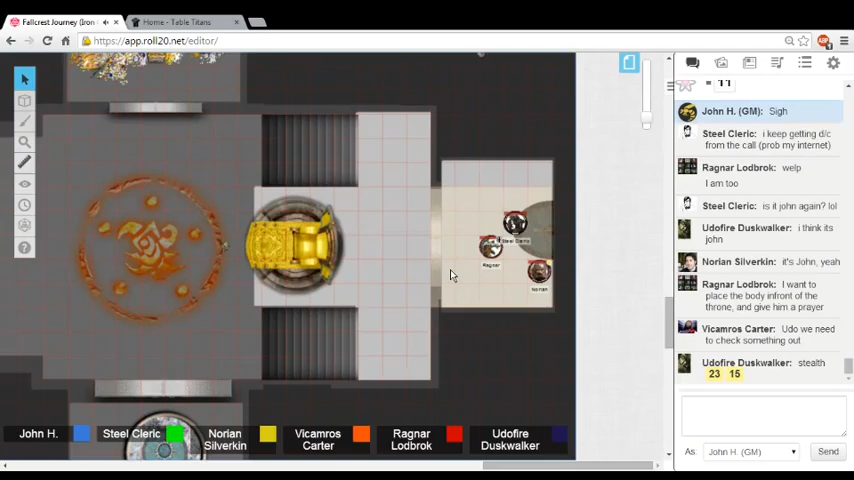 Fallcrest Journey (Iron
Home - Table Titans
https://app.roll20.net/editor/
ABP
= 11
John H. (GM): Sigh
Steel Cleric: i keep getting d/c
from the call (prob my internet)
Ragnar Lodbrok: welp
I am too
Steel Cleric: is it john again? lol
Udofire Duskwalker: i think its
john
Norian Silverkin: it's John, yeah
Ragnar Lodbrok: I want to
place the body infront of the
throne, and give him a prayer
Vicamros Carter: Udo we need
to check something out
Udofire Duskwalker: stealth
23 15
Steel Cleric
Ragnar
Norian
John H.
Steel Cleric
Norian
Silverkin
Vicamros
Carter
Ragnar
Lodbrok
Udofire
Duskwalker
As:
John H. (GM)
Send